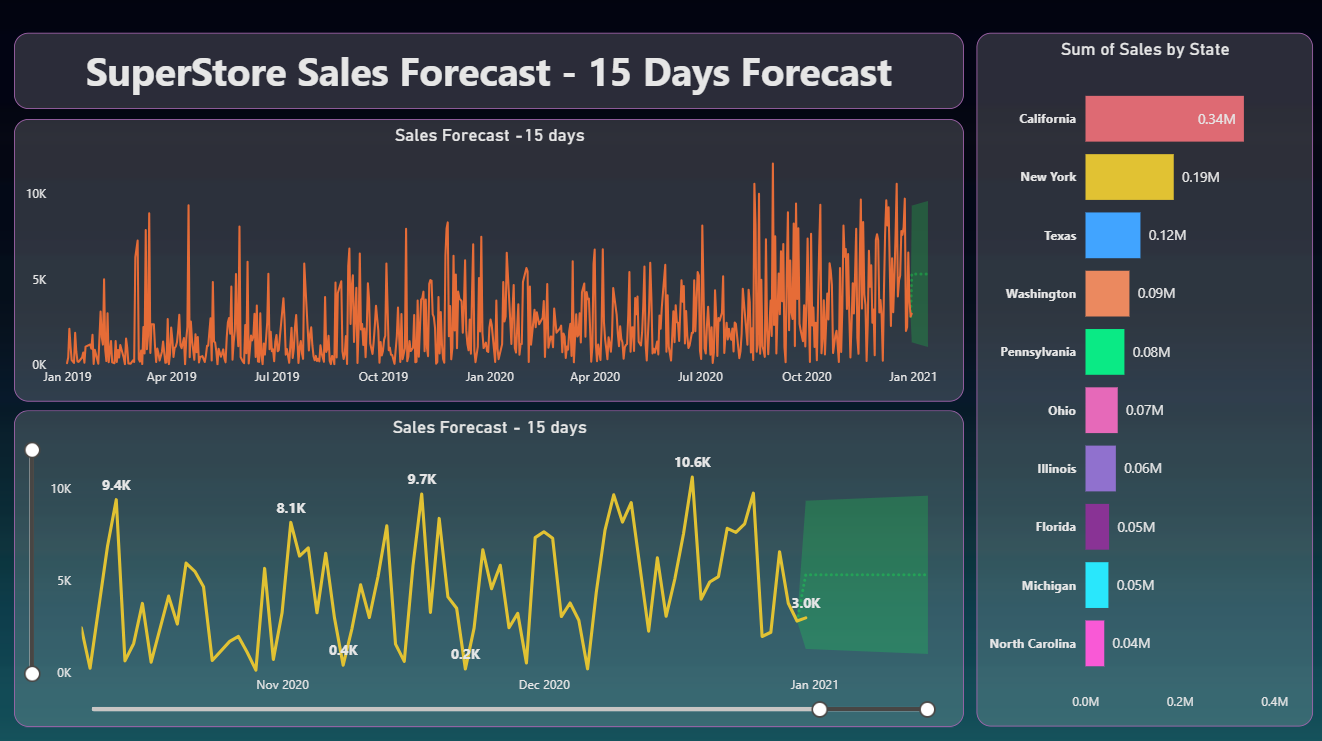 SuperStore Sales Forecast - 15 Days Forecast
Sales Forecast - 15 days
10K
5K
0K
Jan 2019
Apr 2019
Jul 2019
Oct 2019
Jan 2020
Apr 2020
Jul 2020
Oct 2020
Jan 2021
Sales Forecast - 15 days
10K
5K
0K
9.4K
8.1K
0.4K
9.7K
0.2K
10.6K
3.0K
Nov 2020
Dec 2020
Jan 2021
Sum of Sales by State
California 0.34M
New York 0.19M
Texas 0.12M
Washington 0.09M
Pennsylvania 0.08M
Ohio 0.07M
Illinois 0.06M
Florida 0.05M
Michigan 0.05M
North Carolina 0.04M
0.0M 0.2M 0.4M